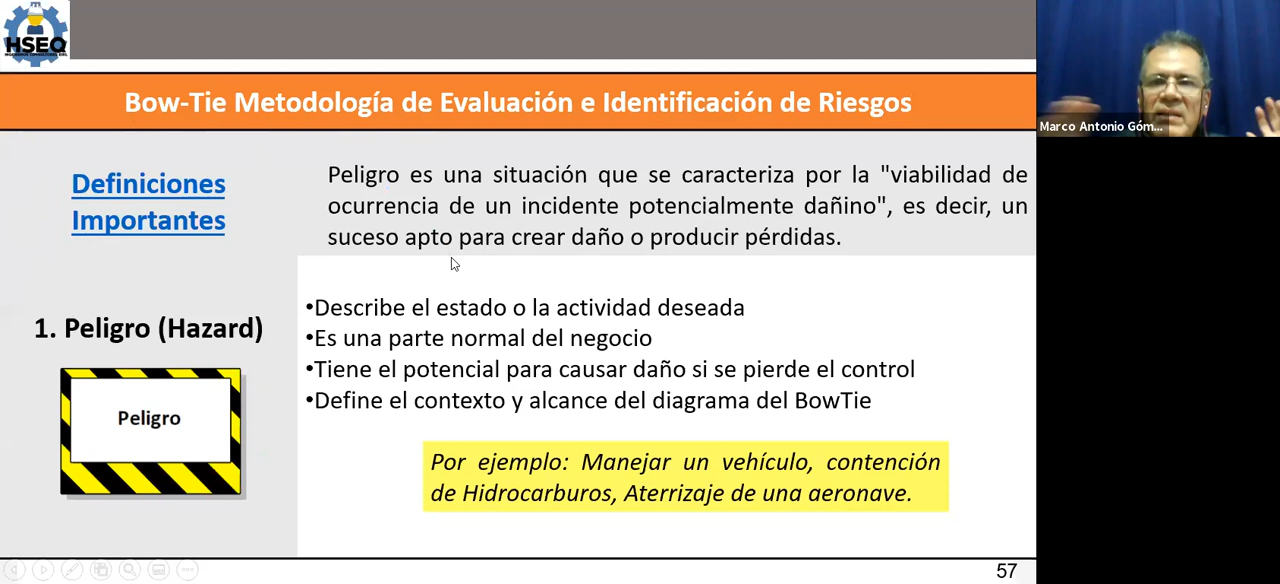 HSEQ
Bow-Tie Metodología de Evaluación e Identificación de Riesgos
Marco Antonio Góm...
Definiciones
Importantes
Peligro es una situación que se caracteriza por la "viabilidad de
ocurrencia de un incidente potencialmente dañino", es decir, un
suceso apto para crear daño o producir pérdidas.
1. Peligro (Hazard)
Peligro
•Describe el estado o la actividad deseada
•Es una parte normal del negocio
•Tiene el potencial para causar daño si se pierde el control
•Define el contexto y alcance del diagrama del BowTie
Por ejemplo: Manejar un vehículo, contención
de Hidrocarburos, Aterrizaje de una aeronave.
57